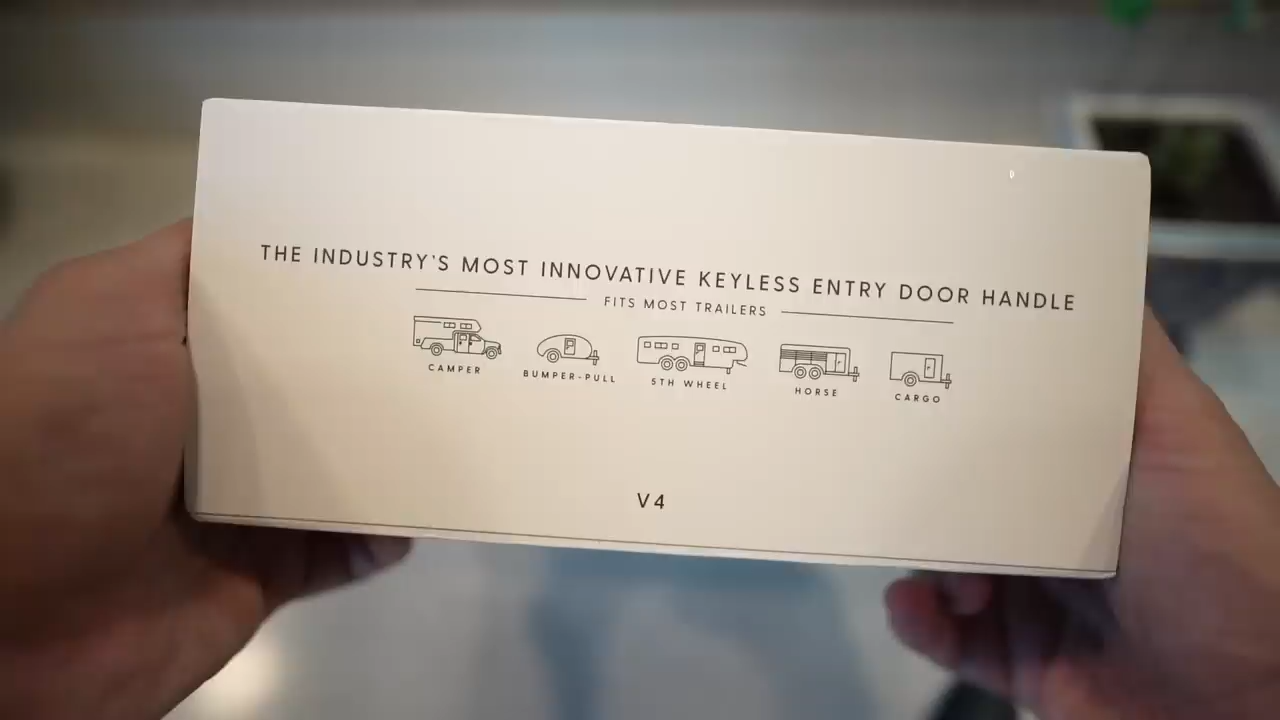 THE INDUSTRY'S MOST INNOVATIVE KEYLESS ENTRY DOOR HANDLE
FITS MOST TRAILERS
CAMPER BUMPER-PULL 5TH WHEEL HORSE CARGO
V4